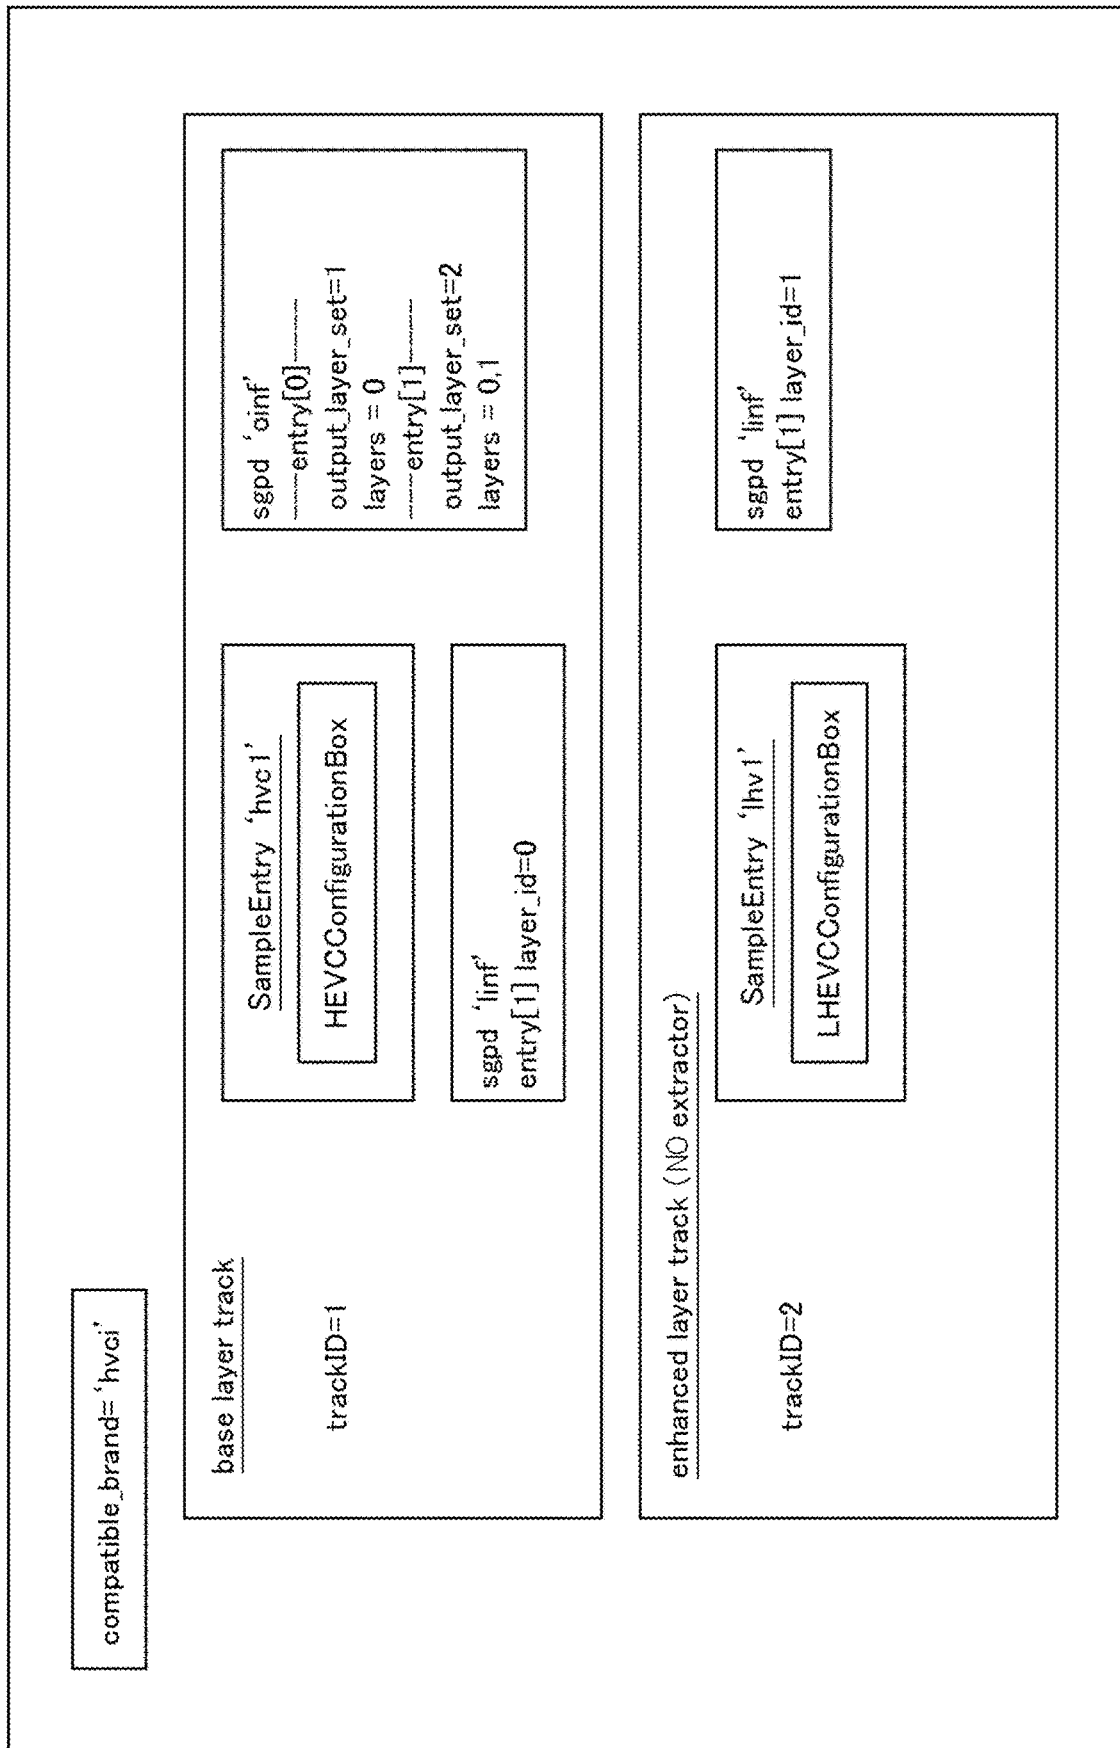 compatible_brand='hvci'
base layer track
trackID=1
SampleEntry 'hvc1'
HEVCConfigurationBox
sgpd 'linf'
entry[1] layer_id=0
sgpd 'oinf'
-----entry[0]---------
output_layer_set=1
layers = 0
-----entry[1]---------
output_layer_set=2
layers = 0,1
enhanced layer track (NO extractor)
trackID=2
SampleEntry 'lhv1'
LHEVCConfigurationBox
sgpd 'linf'
entry[1] layer_id=1